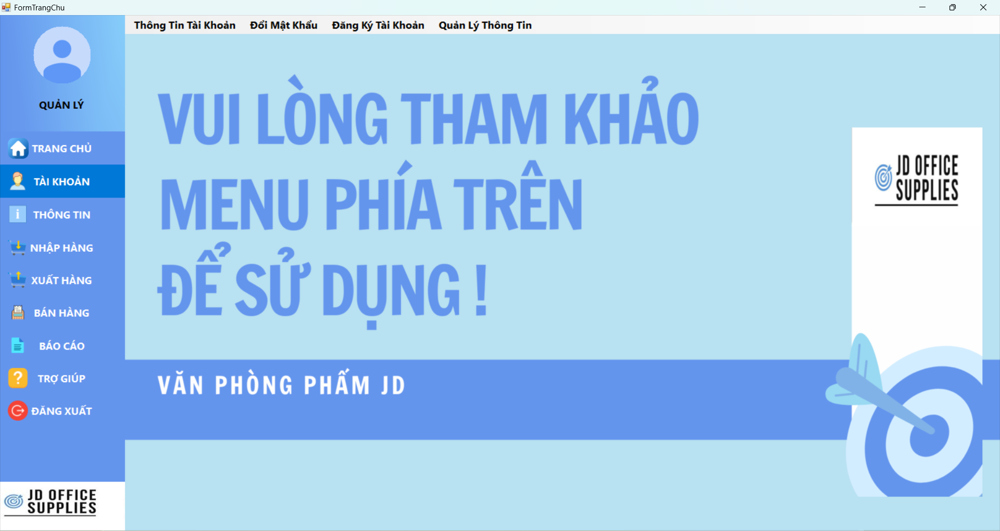 FormTrangChu
Thông Tin Tài Khoản Đổi Mật Khẩu Đăng Ký Tài Khoản Quản Lý Thông Tin
QUẢN LÝ
TRANG CHỦ
TÀI KHOẢN
THÔNG TIN
NHẬP HÀNG
XUẤT HÀNG
BÁN HÀNG
BÁO CÁO
TRỢ GIÚP
ĐĂNG XUẤT
JD OFFICE
SUPPLIES
VUI LÒNG THAM KHẢO
MENU PHÍA TRÊN
ĐỂ SỬ DỤNG !
VĂN PHÒNG PHẨM JD
JD OFFICE
SUPPLIES